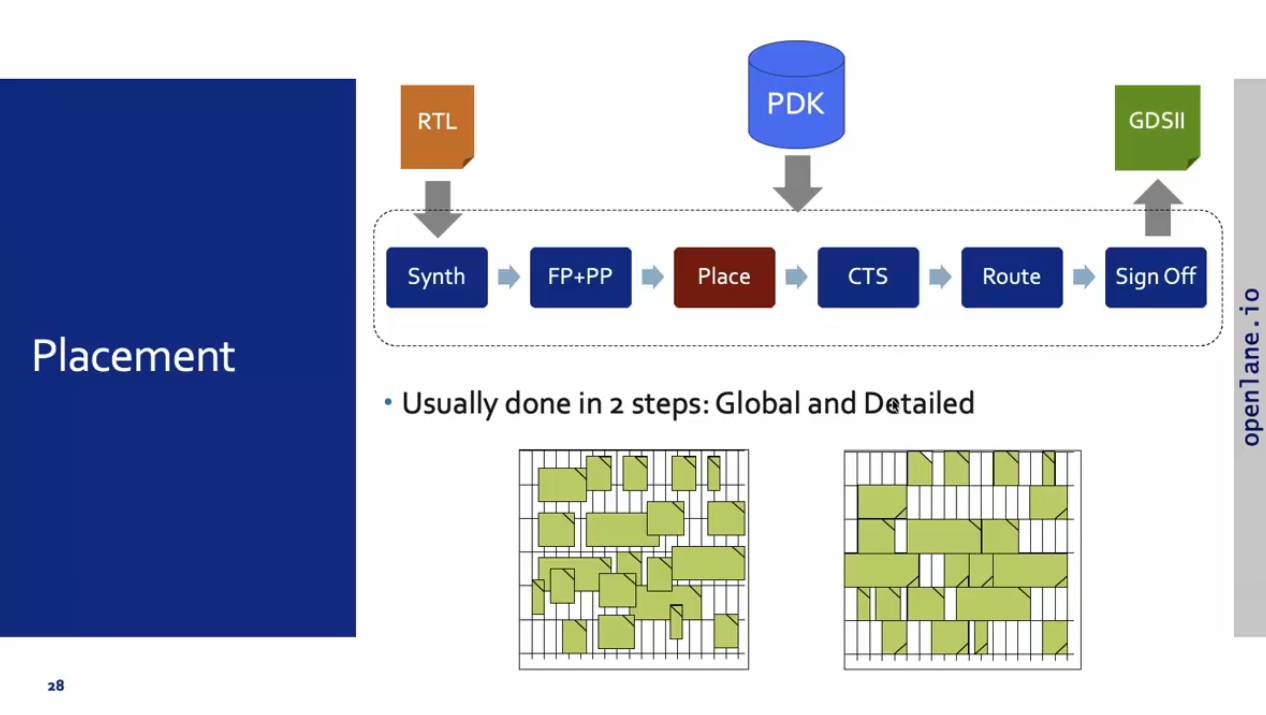 PDK
RTL
GDSII
Synth
FP+PP
Place
CTS
Route
Sign Off
Placement
openlane.io
• Usually done in 2 steps: Global and Detailed
28